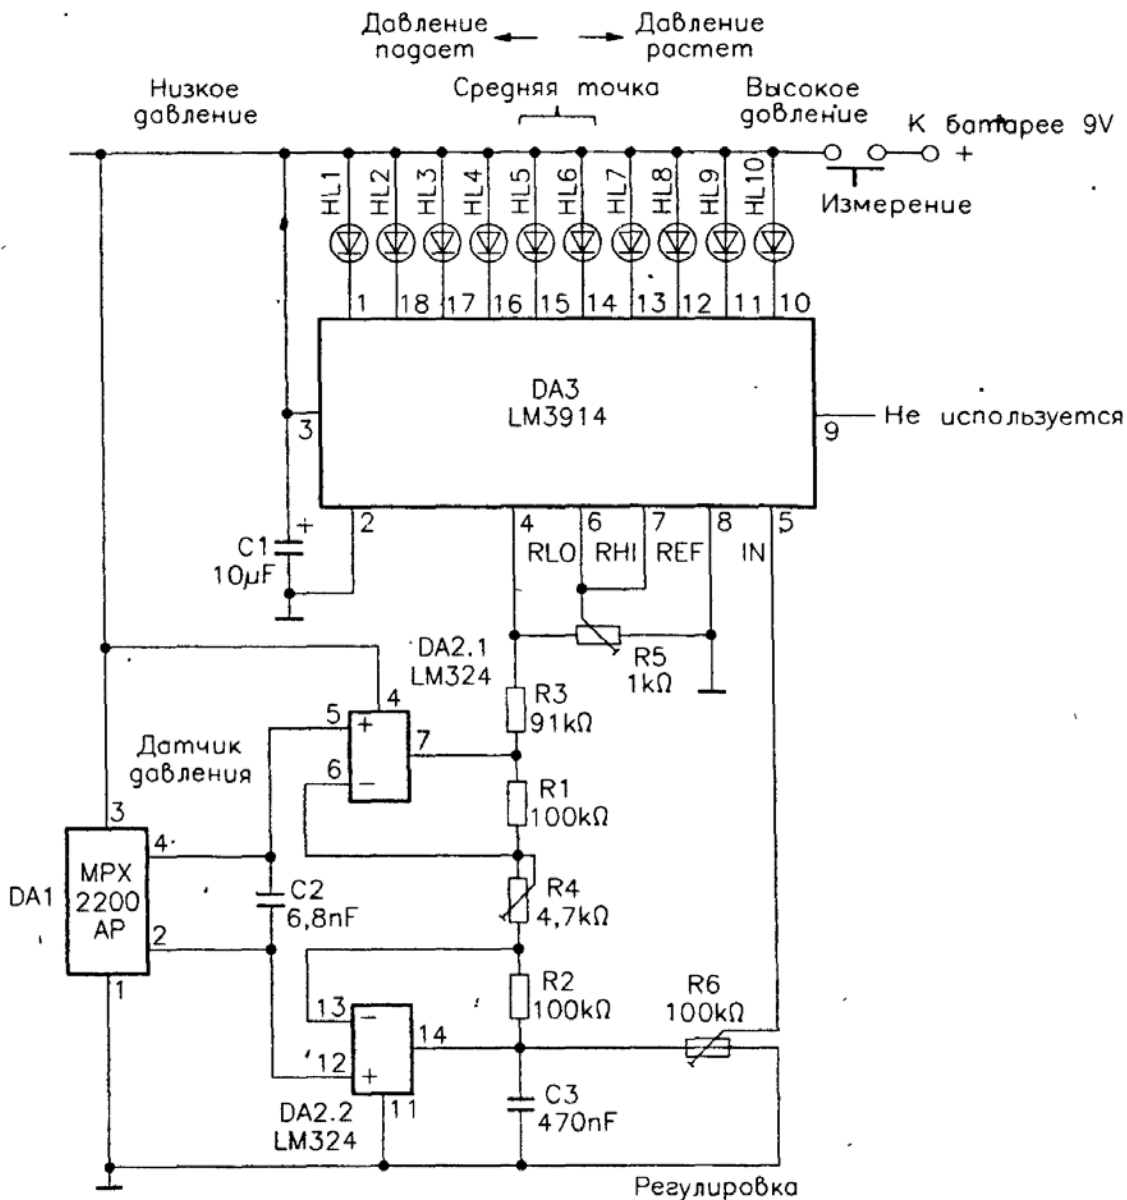 Давление
падает
Давление
растет
Низкое
давление
Средняя точка
Высокое
довление
К батарее 9V
+
Измерение
HL1
HL2
HL3
HL4
HL5
HL6
HL7
HL8
HL9
HL10
1
18
17
16
15
14
13
12
11
10
DA3
LM3914
3
9
Не используется
2
4
6
7
8
5
RLO
RHI
REF
IN
C1
+
10µF
DA2.1
LM324
R5
1kΩ
R3
91kΩ
4
5
+
7
6
−
Датчик
давления
R1
100kΩ
3
4
DA1
MPX
2200
AP
C2
6,8nF
R4
4,7kΩ
2
1
R2
100kΩ
R6
100kΩ
13
−
14
12
+
11
C3
470nF
DA2.2
LM324
Регулировка